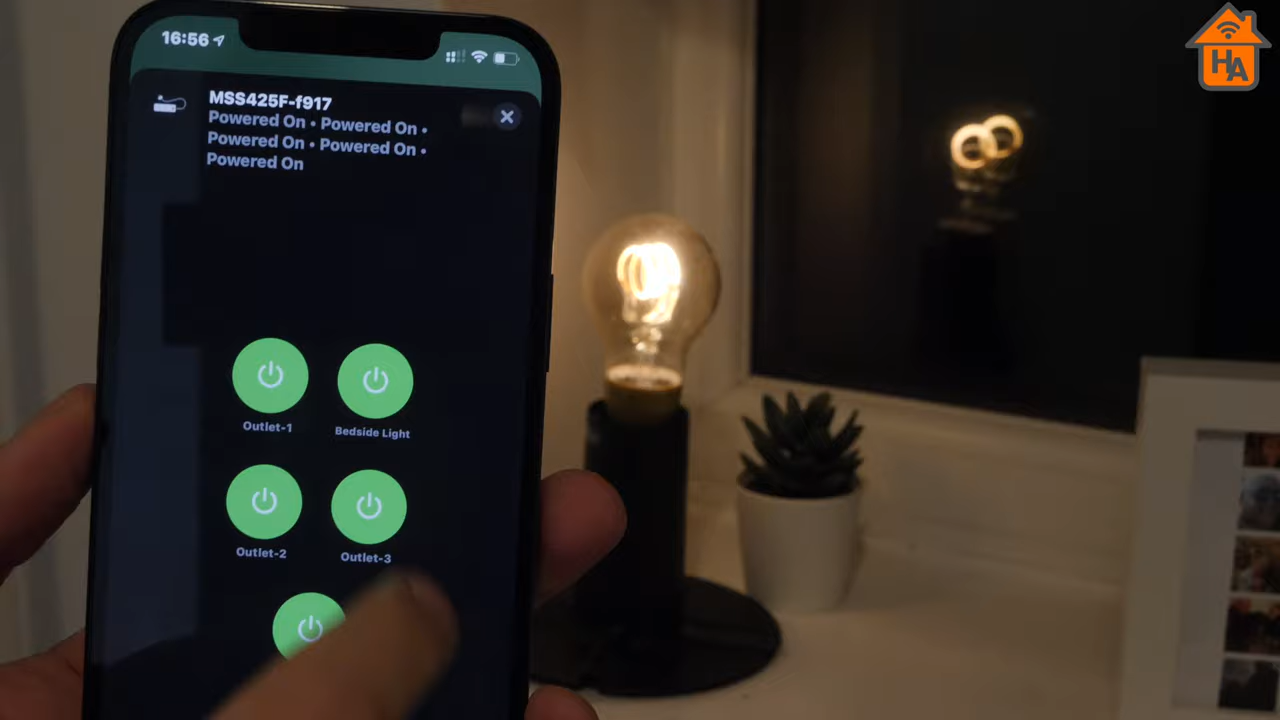 16:56
MSS425F-f917
Powered On • Powered On •
Powered On • Powered On •
Powered On
Outlet-1
Bedside Light
Outlet-2
Outlet-3
HA